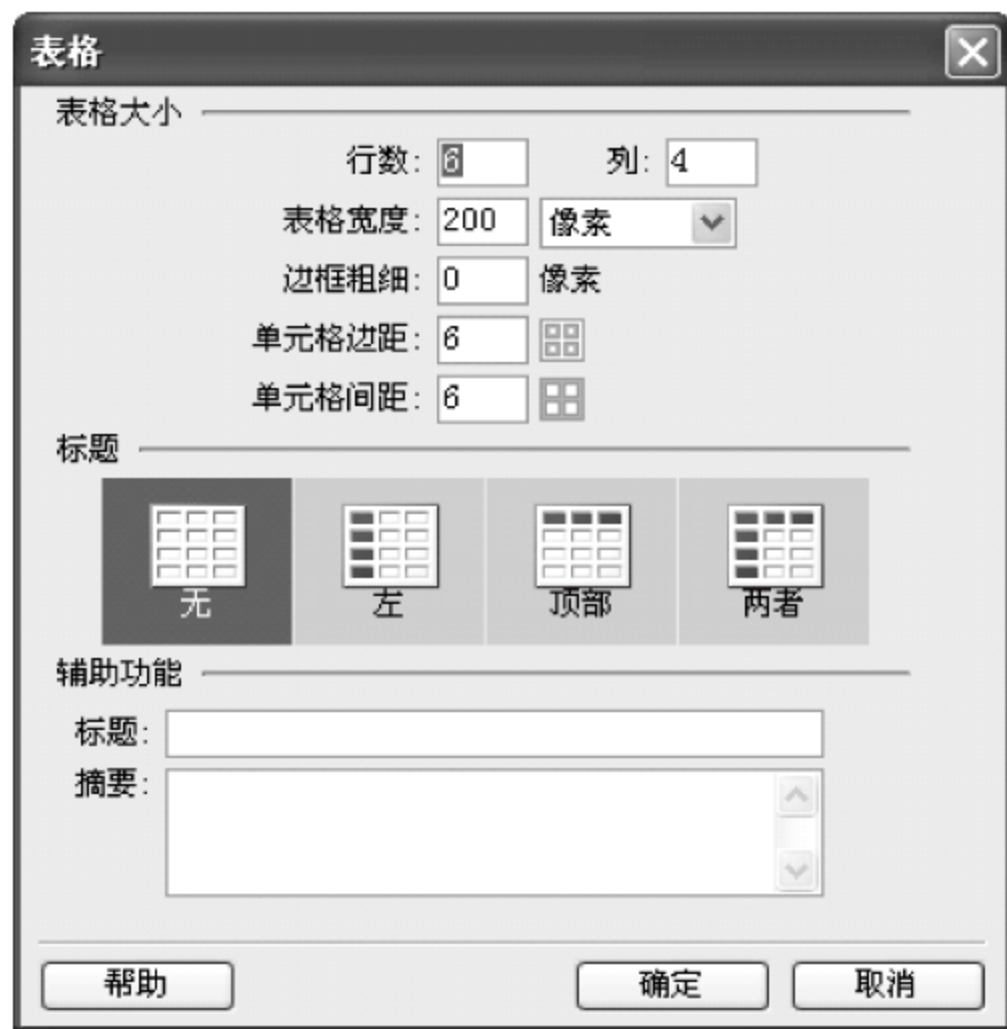 表格
表格大小
行数: 6 列: 4
表格宽度: 200 像素
边框粗细: 0 像素
单元格边距: 6
单元格间距: 6
标题
无 左 顶部 两者
辅助功能
标题:
摘要:
帮助 确定 取消